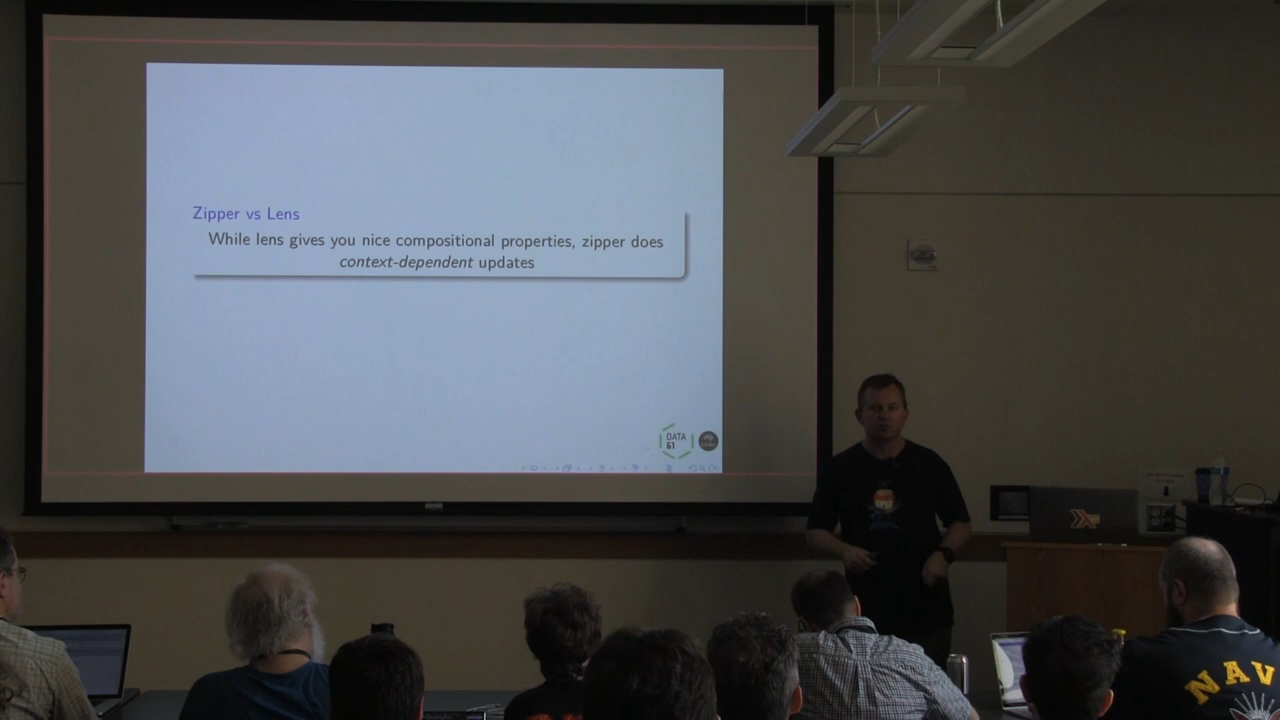 Zipper vs Lens
While lens gives you nice compositional properties, zipper does
context-dependent updates
DATA
61
NAV